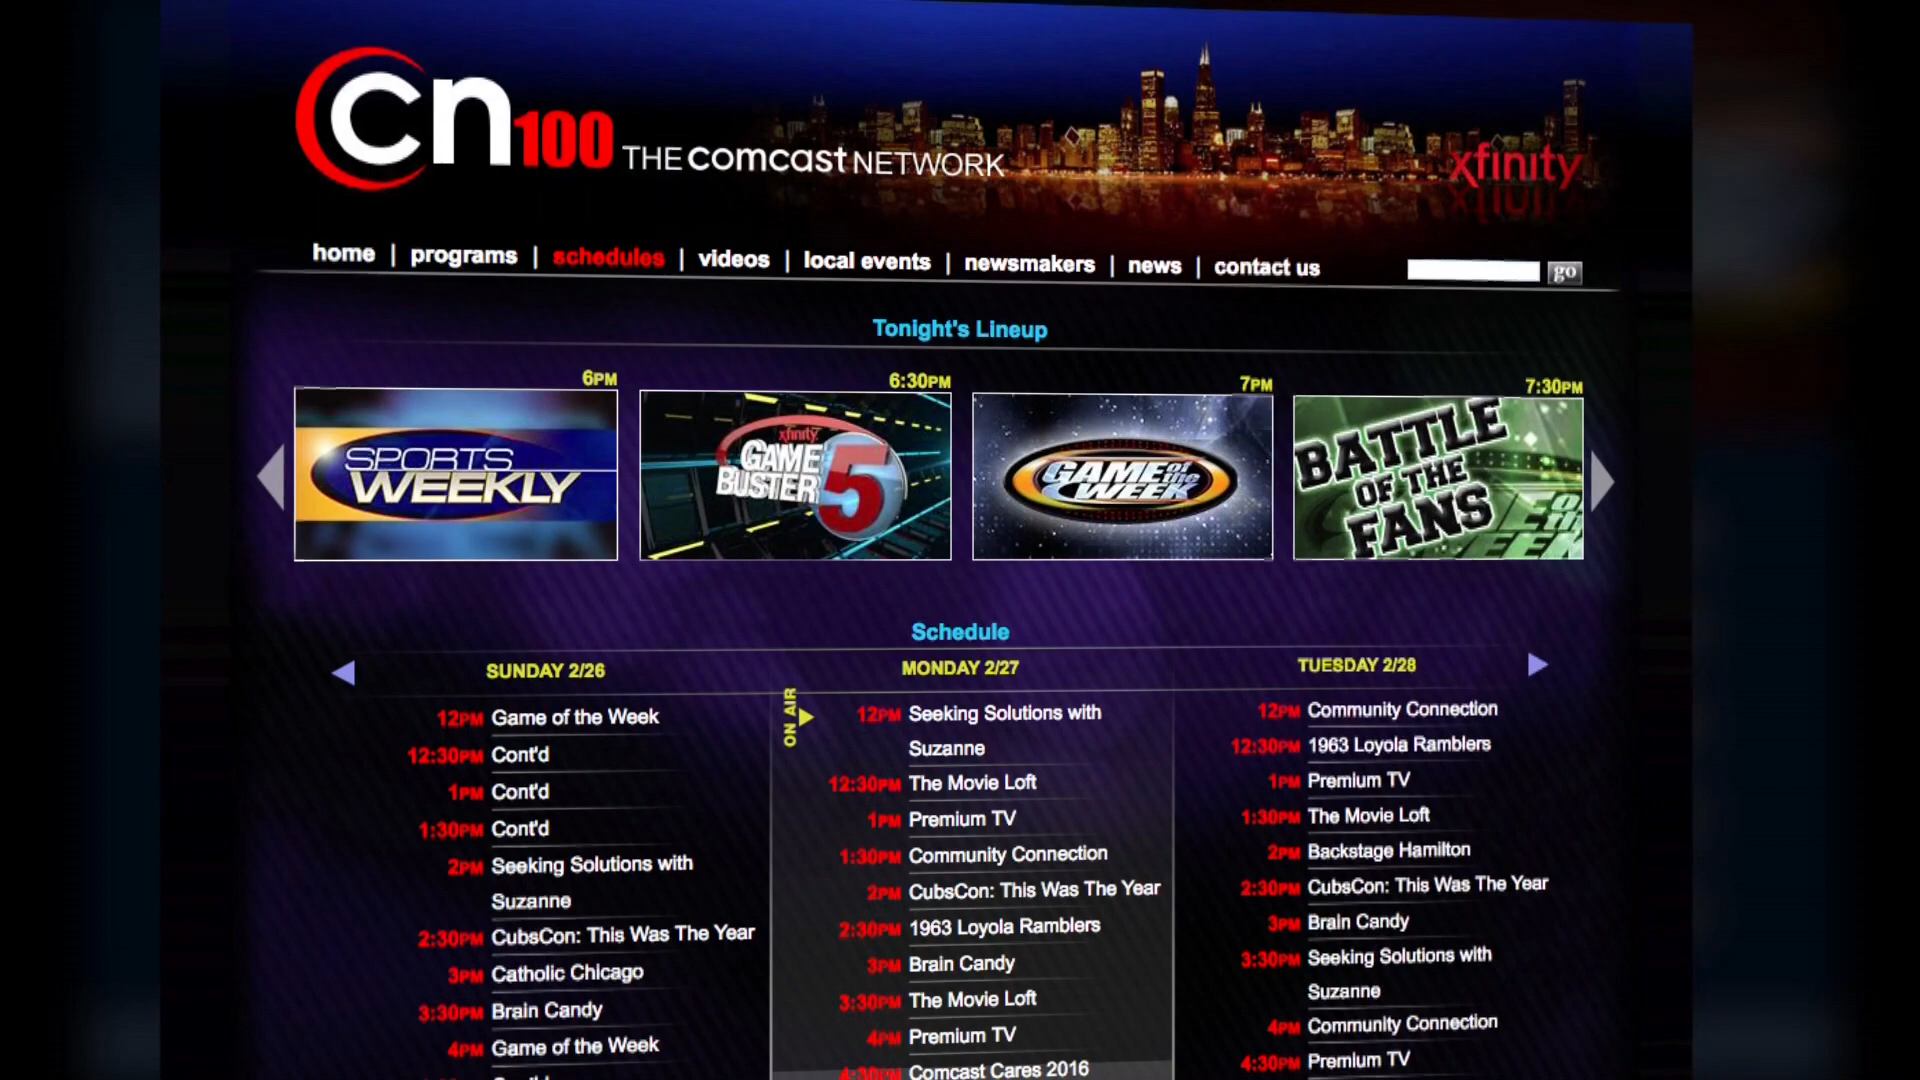 cn100 THE comcast NETWORK
xfinity
home | programs | schedules | videos | local events | newsmakers | news | contact us
go
Tonight's Lineup
6PM
6:30PM
7PM
7:30PM
SPORTS
WEEKLY
xfinity
GAME
BUSTER 5
GAME of the
WEEK
BATTLE
OF THE
FANS
Schedule
SUNDAY 2/26
12PM Game of the Week
12:30PM Cont'd
1PM Cont'd
1:30PM Cont'd
2PM Seeking Solutions with
Suzanne
2:30PM CubsCon: This Was The Year
3PM Catholic Chicago
3:30PM Brain Candy
4PM Game of the Week
MONDAY 2/27
ON AIR
12PM Seeking Solutions with
Suzanne
12:30PM The Movie Loft
1PM Premium TV
1:30PM Community Connection
2PM CubsCon: This Was The Year
2:30PM 1963 Loyola Ramblers
3PM Brain Candy
3:30PM The Movie Loft
4PM Premium TV
4:30PM Comcast Cares 2016
TUESDAY 2/28
12PM Community Connection
12:30PM 1963 Loyola Ramblers
1PM Premium TV
1:30PM The Movie Loft
2PM Backstage Hamilton
2:30PM CubsCon: This Was The Year
3PM Brain Candy
3:30PM Seeking Solutions with
Suzanne
4PM Community Connection
4:30PM Premium TV